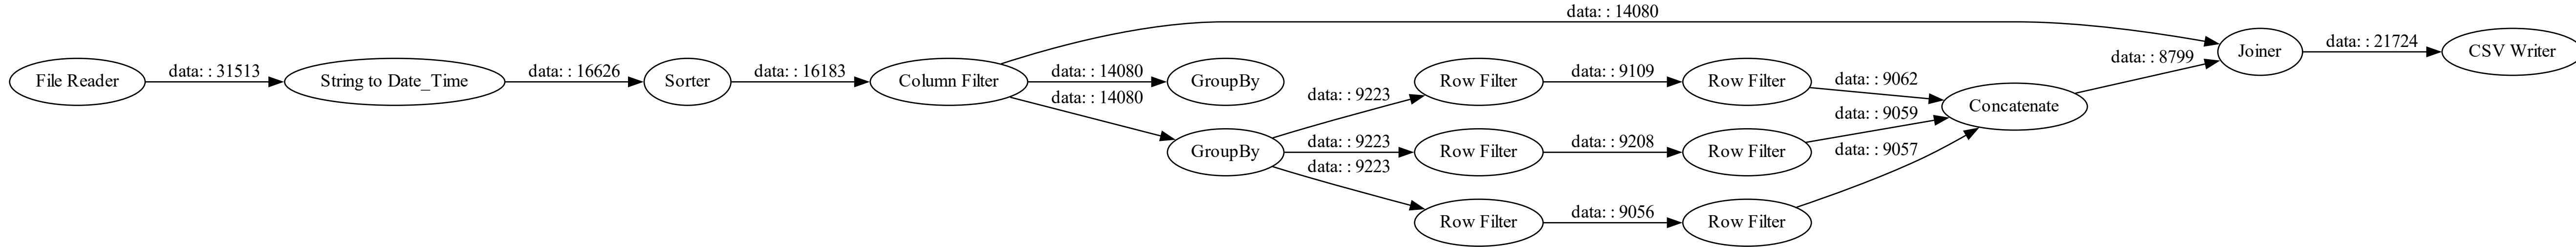 data: : 14080
File Reader
data: : 31513
String to Date_Time
data: : 16626
Sorter
data: : 16183
Column Filter
data: : 14080
GroupBy
data: : 14080
GroupBy
data: : 9223
Row Filter
data: : 9109
Row Filter
data: : 9062
data: : 9223
Row Filter
data: : 9208
Row Filter
data: : 9059
data: : 9223
Row Filter
data: : 9056
Row Filter
data: : 9057
Concatenate
data: : 8799
Joiner
data: : 21724
CSV Writer